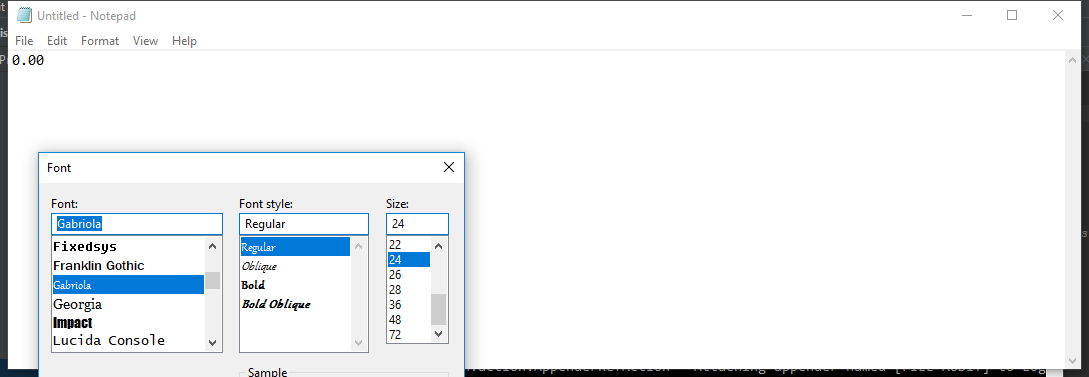 Untitled - Notepad
File Edit Format View Help
0.00
Font
Font: Font style: Size:
Gabriola Regular 24
Fixedsys
Franklin Gothic
Gabriola
Georgia
Impact
Lucida Console
Regular
Oblique
Bold
Bold Oblique
22
24
26
28
36
48
72
Sample